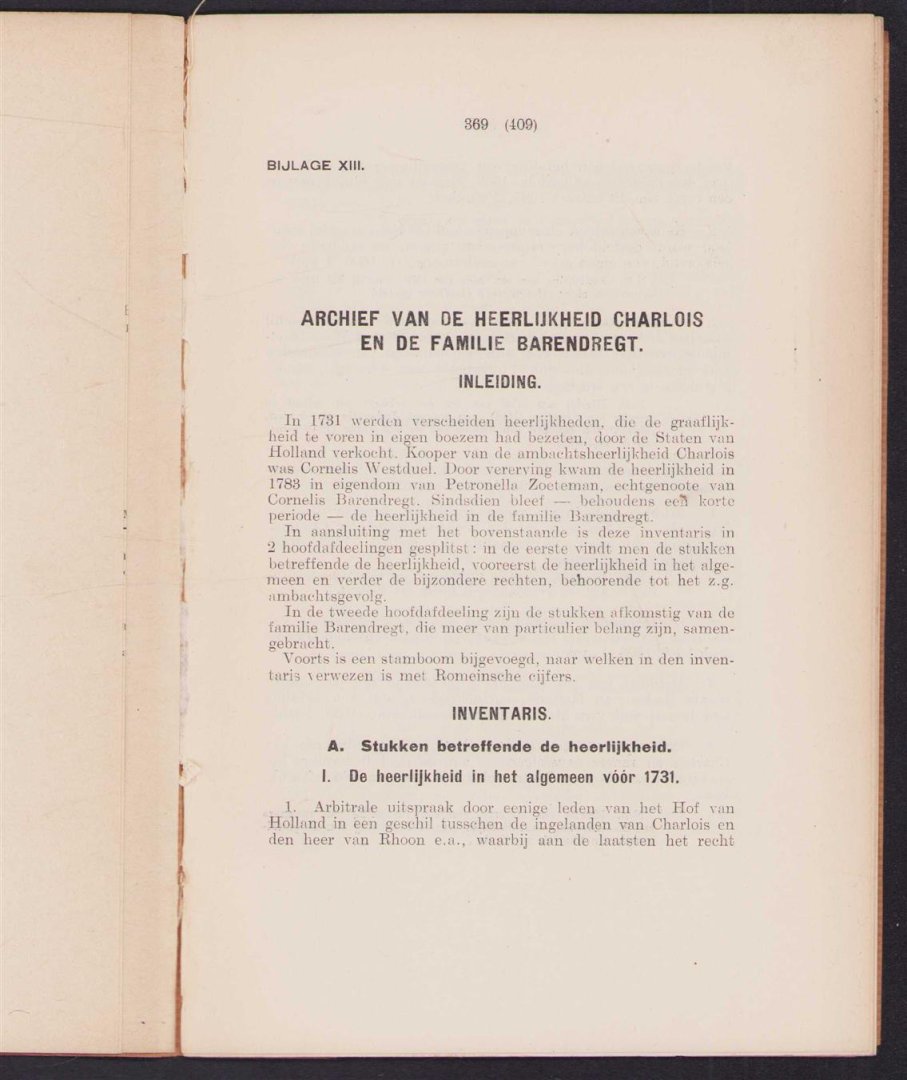 369 (409)
BIJLAGE XIII.
ARCHIEF VAN DE HEERLIJKHEID CHARLOIS
EN DE FAMILIE BARENDREGT.
INLEIDING.
In 1731 werden verscheiden heerlijkheden, die de graaflijk-
heid te voren in eigen boezem had bezeten, door de Staten van
Holland verkocht. Kooper van de ambachtsheerlijkheid Charlois
was Cornelis Westduel. Door vererving kwam de heerlijkheid in
1783 in eigendom van Petronella Zoeteman, echtgenoote van
Cornelis Barendregt. Sindsdien bleef — behoudens een korte
periode — de heerlijkheid in de familie Barendregt.
In aansluiting met het bovenstaande is deze inventaris in
2 hoofdafdeelingen gesplitst: in de eerste vindt men de stukken
betreffende de heerlijkheid, vooreerst de heerlijkheid in het alge-
meen en verder de bijzondere rechten, behoorende tot het z.g.
ambachtsgevolg.
In de tweede hoofdafdeeling zijn de stukken afkomstig van de
familie Barendregt, die meer van particulier belang zijn, samen-
gebracht.
Voorts is een stamboom bijgevoegd, naar welken in den inven-
taris verwezen is met Romeinsche cijfers.
INVENTARIS.
A. Stukken betreffende de heerlijkheid.
I. De heerlijkheid in het algemeen vóór 1731.
1. Arbitrale uitspraak door eenige leden van het Hof van
Holland in een geschil tusschen de ingelanden van Charlois en
den heer van Rhoon e.a., waarbij aan de laatsten het recht